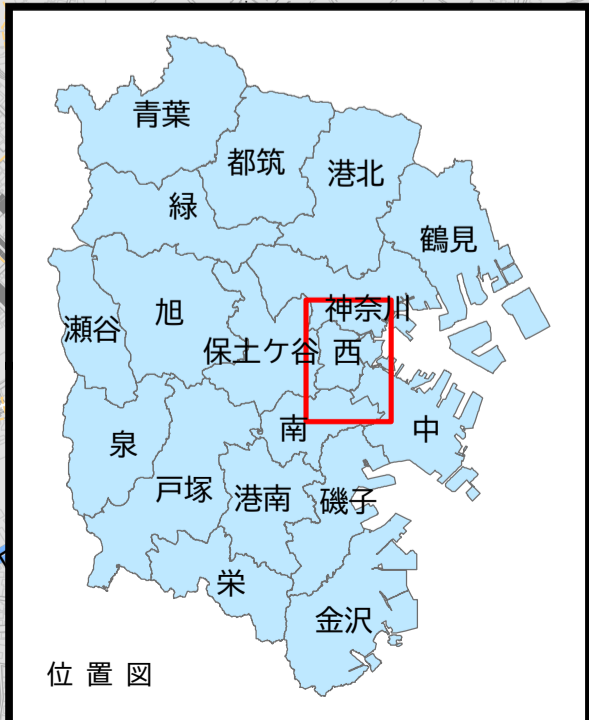 青葉
都筑
港北
緑
鶴見
旭
神奈川
瀬谷
保土ケ谷
西
泉
南
中
戸塚
港南
磯子
栄
金沢
位置図